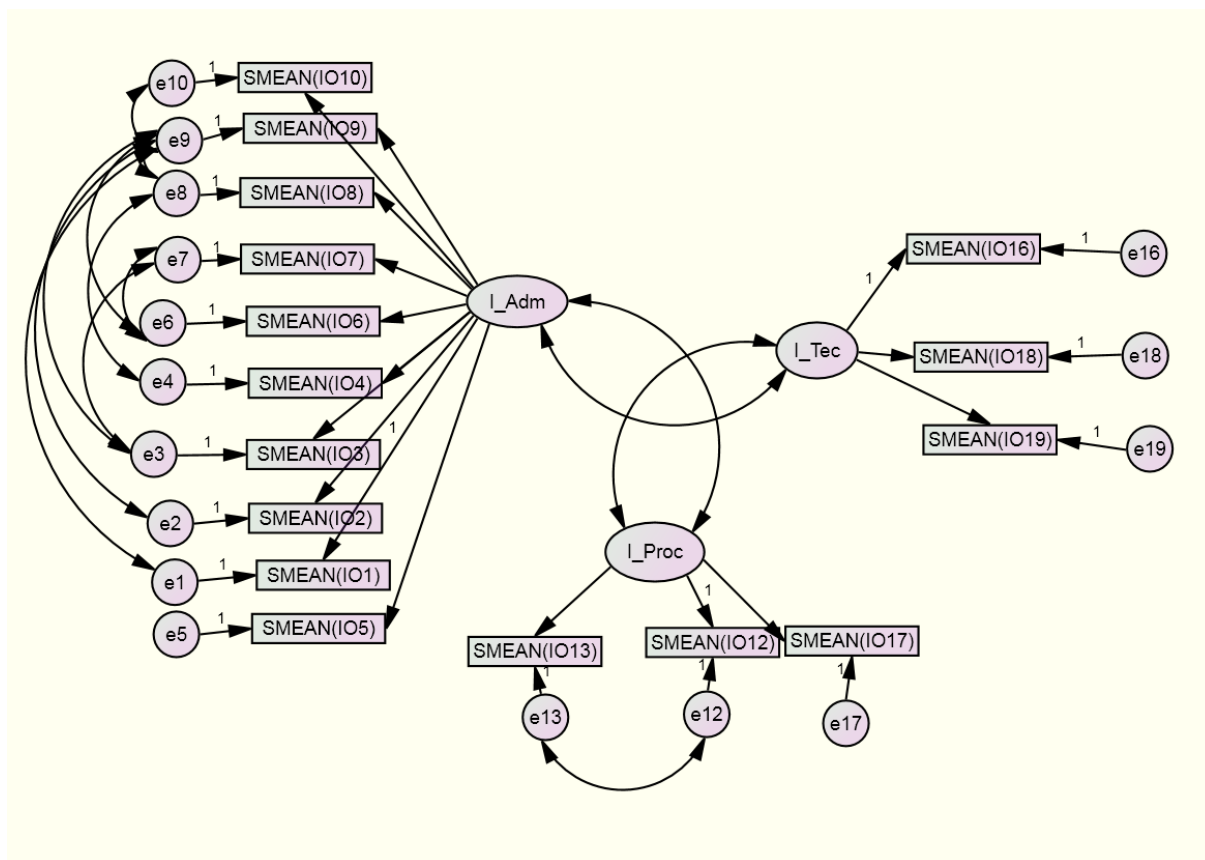 e10 1 SMEAN(IO10)
e9 1 SMEAN(IO9)
e8 1 SMEAN(IO8)
e7 1 SMEAN(IO7)
e6 1 SMEAN(IO6)
e4 1 SMEAN(IO4)
e3 1 SMEAN(IO3)
e2 1 SMEAN(IO2)
e1 1 SMEAN(IO1)
e5 1 SMEAN(IO5)
I_Adm
1
I_Tec
1
SMEAN(IO16) 1 e16
SMEAN(IO18) 1 e18
SMEAN(IO19) 1 e19
I_Proc
1
SMEAN(IO13) SMEAN(IO12) SMEAN(IO17)
1 1 1
e13 e12 e17